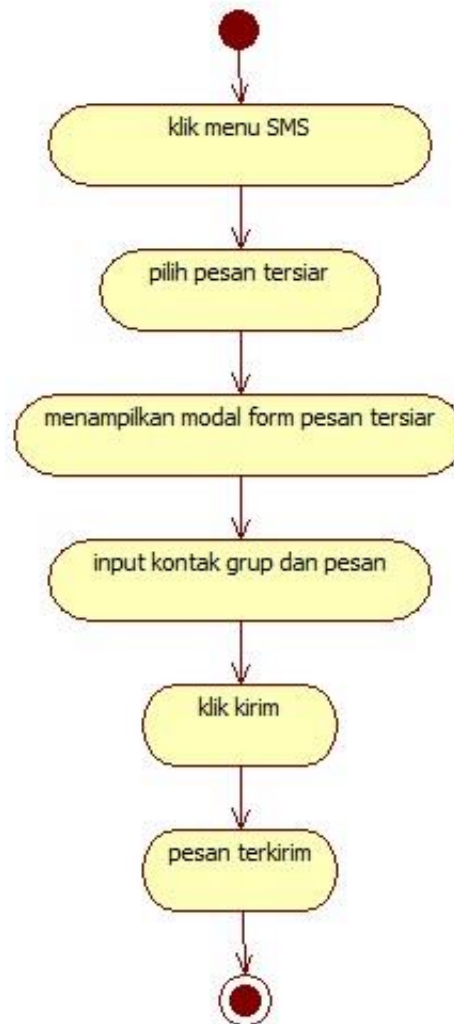 klik menu SMS
pilih pesan tersiar
menampilkan modal form pesan tersiar
input kontak grup dan pesan
klik kirim
pesan terkirim